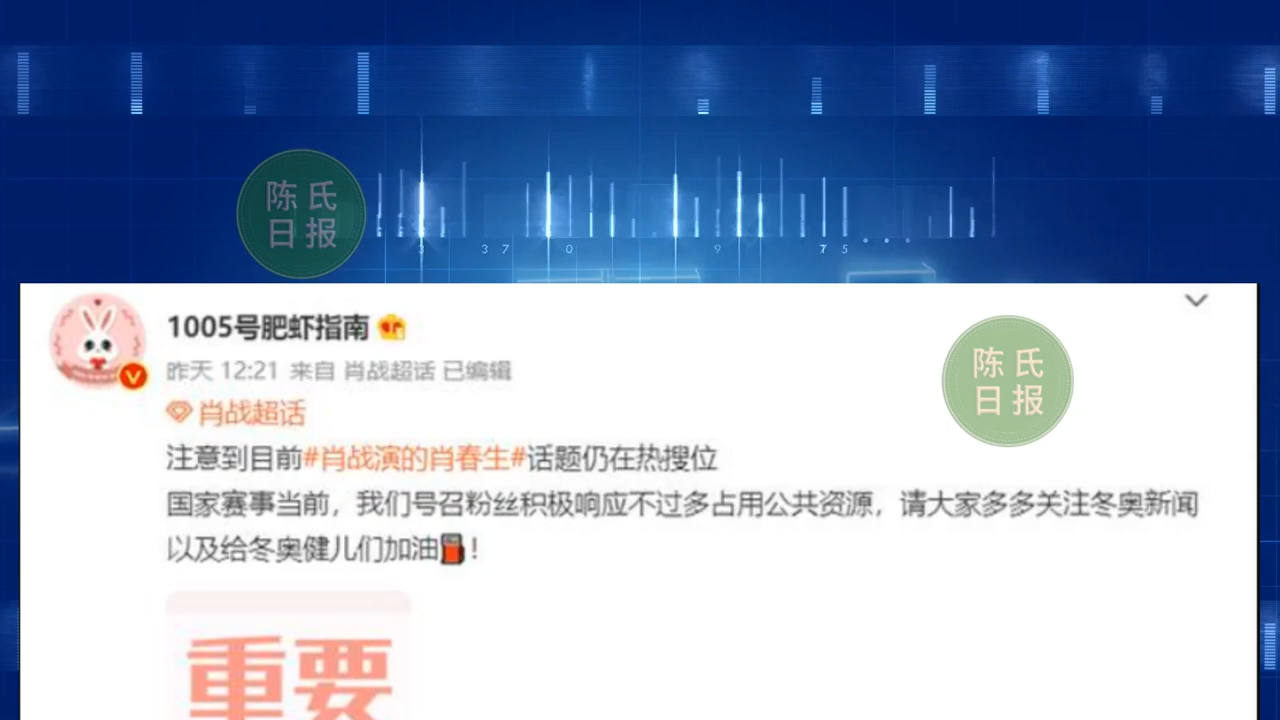 陈氏
日报
3 37 0 9 75
1005号肥虾指南
昨天 12:21 来自 肖战超话 已编辑
肖战超话
陈氏
日报
注意到目前#肖战演的肖春生#话题仍在热搜位
国家赛事当前，我们号召粉丝积极响应不过多占用公共资源，请大家多多关注冬奥新闻
以及给冬奥健儿们加油！
重要